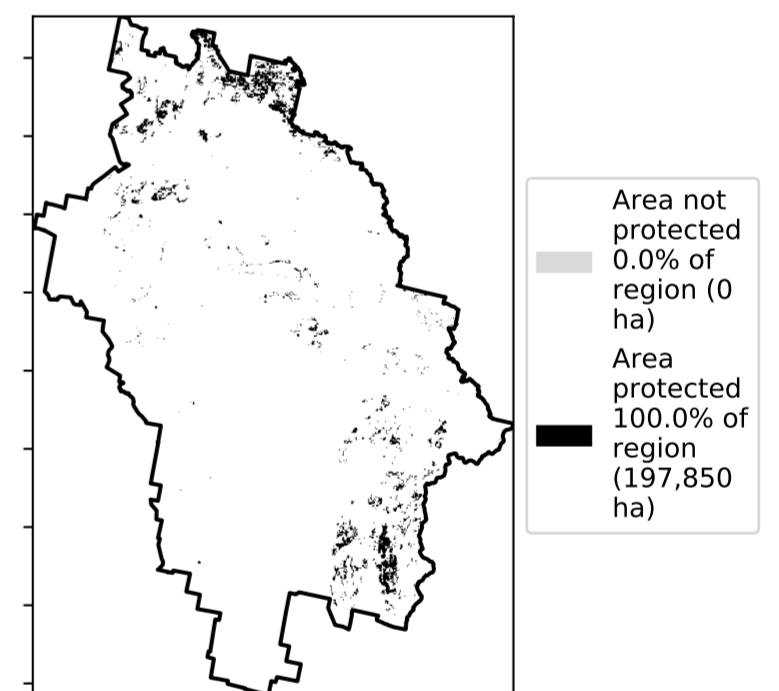 Area not
protected
0.0% of
region (0
ha)
Area
protected
100.0% of
region
(197,850
ha)